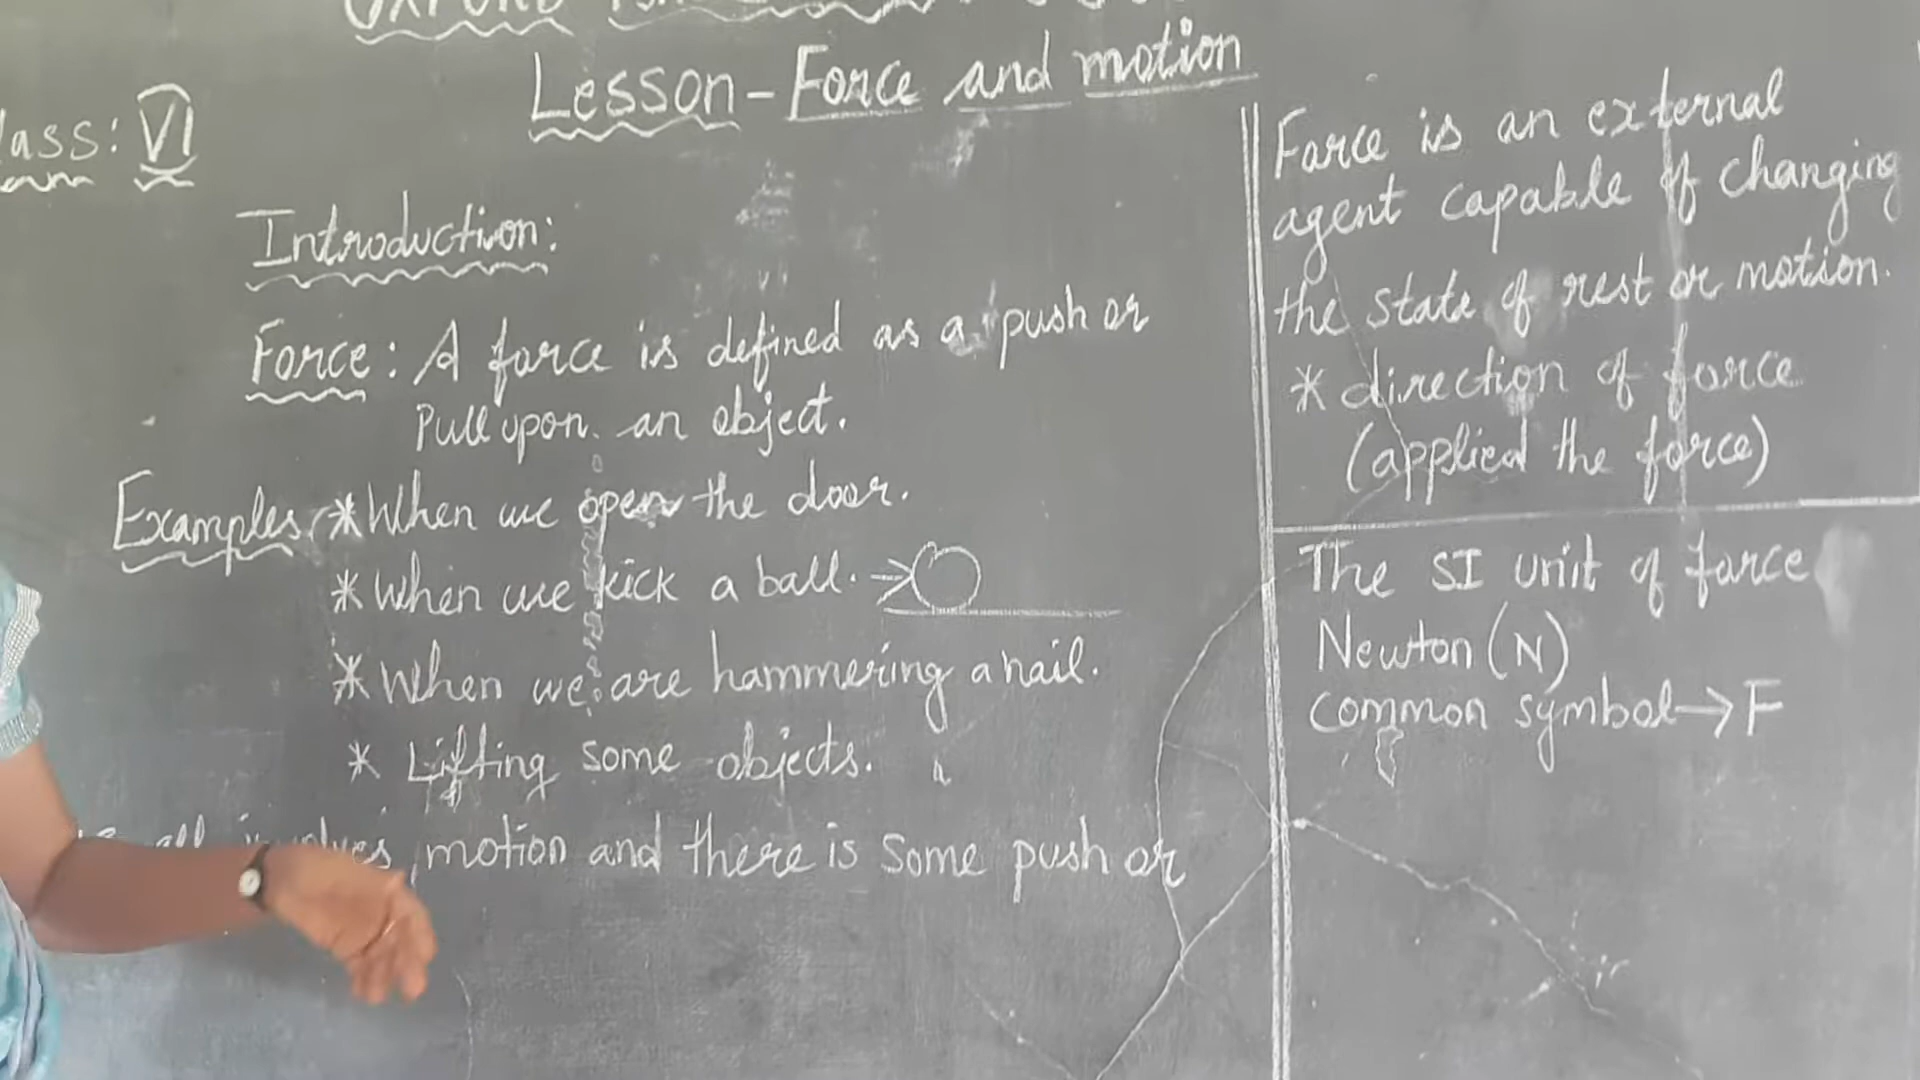 OXFORD
Lesson - Force and motion
lass: VI
Introduction:
Force: A force is defined as a push or
Pull upon an object.
Examples, * When we open the door.
* When we kick a ball.
* When we are hammering a nail.
* Lifting some objects.
all involves motion and there is some push or
Force is an external
agent capable of changing
the state of rest or motion.
* direction of force
(applied the force)
The SI unit of force
Newton (N)
common symbol → F